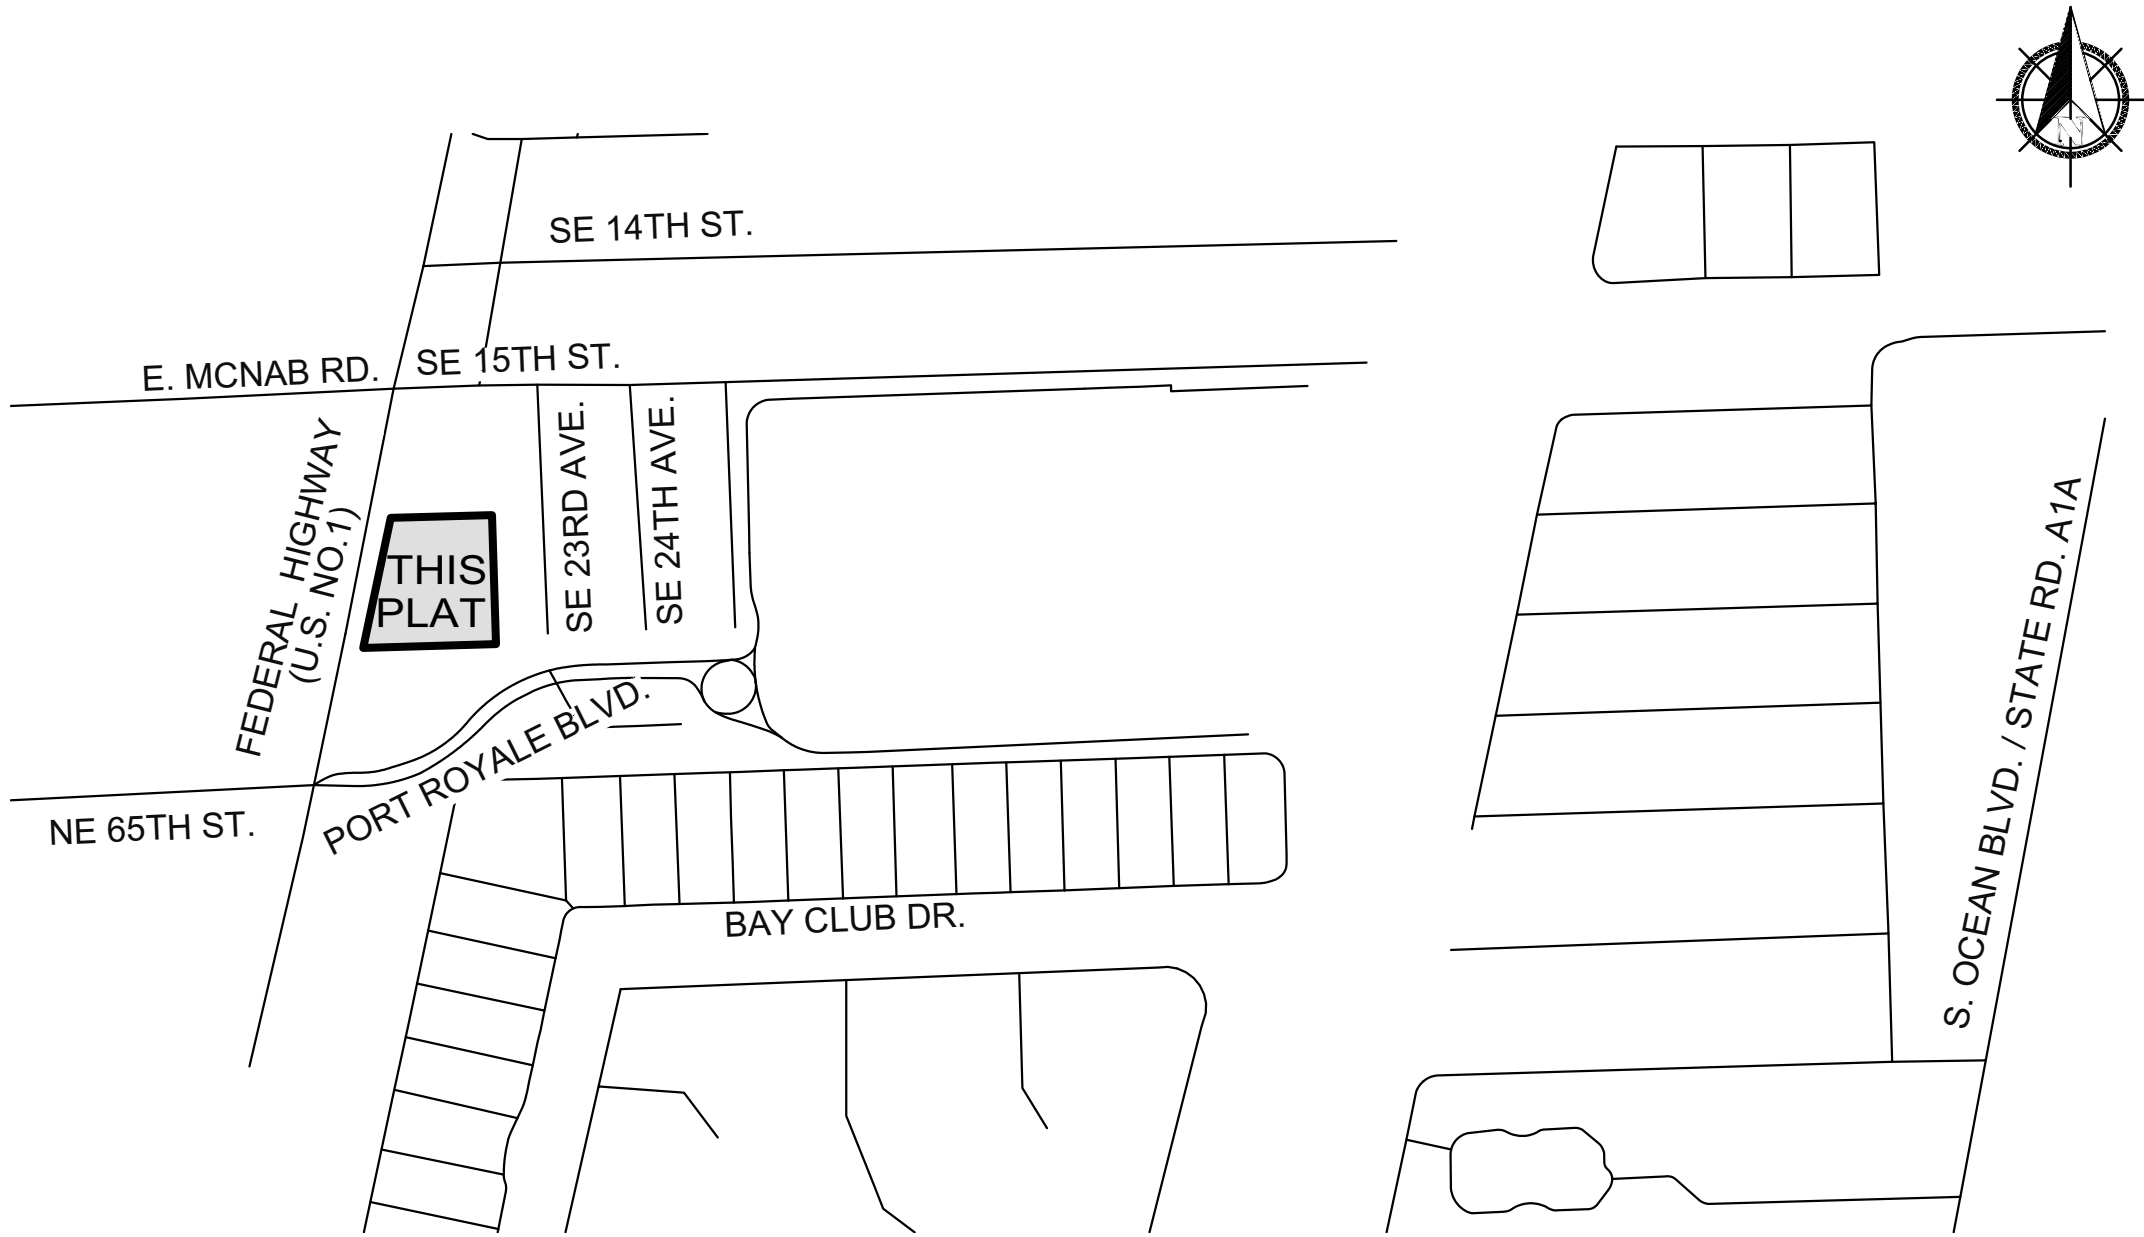 N
SE 14TH ST.
E. MCNAB RD.
SE 15TH ST.
FEDERAL HIGHWAY
(U.S. NO.1)
THIS
PLAT
SE 23RD AVE.
SE 24TH AVE.
S. OCEAN BLVD. / STATE RD. A1A
PORT ROYALE BLVD.
NE 65TH ST.
BAY CLUB DR.